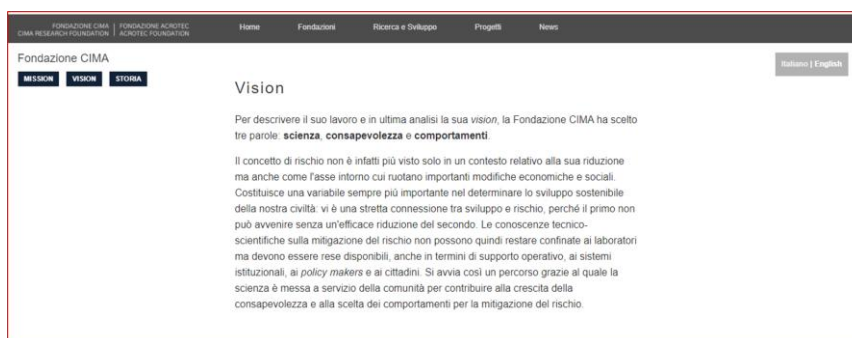 FONDAZIONE CIMA | FONDAZIONE ACROTEC
CIMA RESEARCH FOUNDATION | ACROTEC FOUNDATION
Home Fondazioni Ricerca e Sviluppo Progetti News
Fondazione CIMA
MISSION VISION STORIA
Italiano | English
Vision
Per descrivere il suo lavoro e in ultima analisi la sua vision, la Fondazione CIMA ha scelto
tre parole: scienza, consapevolezza e comportamenti.
Il concetto di rischio non è infatti più visto solo in un contesto relativo alla sua riduzione
ma anche come l'asse intorno cui ruotano importanti modifiche economiche e sociali.
Costituisce una variabile sempre più importante nel determinare lo sviluppo sostenibile
della nostra civiltà: vi è una stretta connessione tra sviluppo e rischio, perché il primo non
può avvenire senza un'efficace riduzione del secondo. Le conoscenze tecnico-
scientifiche sulla mitigazione del rischio non possono quindi restare confinate ai laboratori
ma devono essere rese disponibili, anche in termini di supporto operativo, ai sistemi
istituzionali, ai policy makers e ai cittadini. Si avvia così un percorso grazie al quale la
scienza è messa a servizio della comunità per contribuire alla crescita della
consapevolezza e alla scelta dei comportamenti per la mitigazione del rischio.